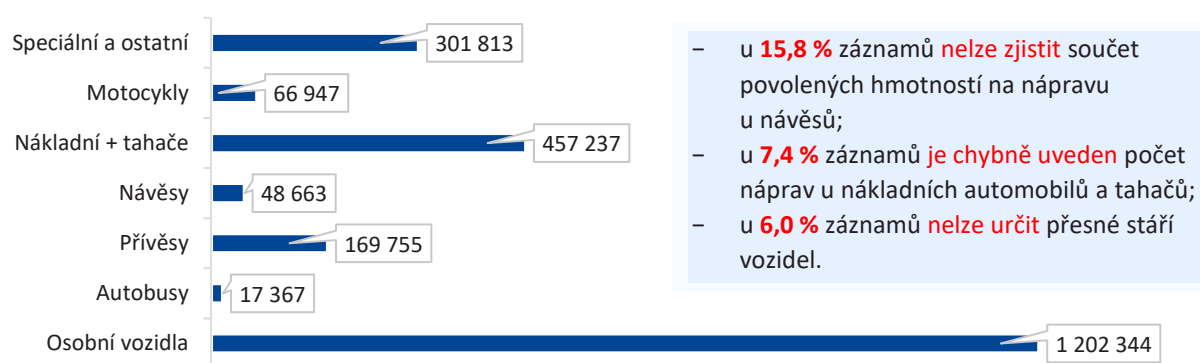 Speciální a ostatní 301 813
Motocykly 66 947
Nákladní + tahače 457 237
Návěsy 48 663
Přívěsy 169 755
Autobusy 17 367
Osobní vozidla 1 202 344
− u 15,8 % záznamů nelze zjistit součet
povolených hmotností na nápravu
u návěsů;
− u 7,4 % záznamů je chybně uveden počet
náprav u nákladních automobilů a tahačů;
− u 6,0 % záznamů nelze určit přesné stáří
vozidel.